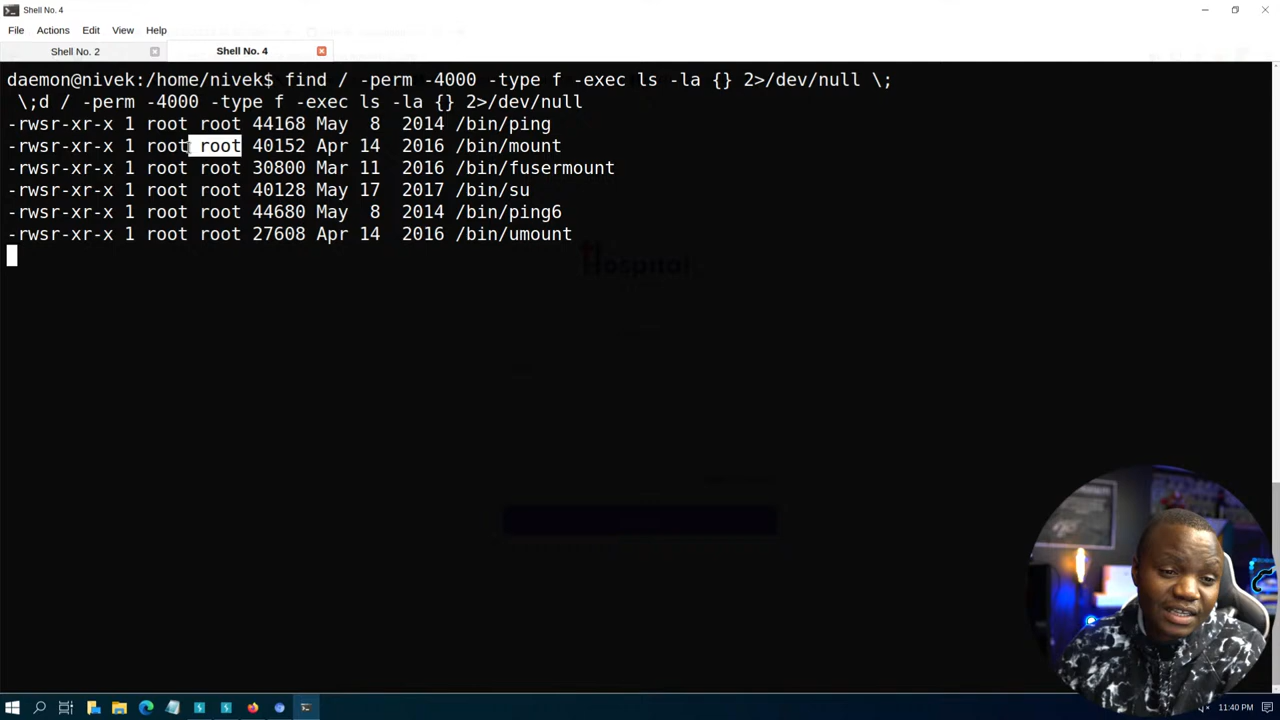 Shell No. 4
File Actions Edit View Help
Shell No. 2
Shell No. 4
daemon@nivek:/home/nivek$ find / -perm -4000 -type f -exec ls -la {} 2>/dev/null \;
 \;d / -perm -4000 -type f -exec ls -la {} 2>/dev/null
-rwsr-xr-x 1 root root 44168 May  8  2014 /bin/ping
-rwsr-xr-x 1 root root 40152 Apr 14  2016 /bin/mount
-rwsr-xr-x 1 root root 30800 Mar 11  2016 /bin/fusermount
-rwsr-xr-x 1 root root 40128 May 17  2017 /bin/su
-rwsr-xr-x 1 root root 44680 May  8  2014 /bin/ping6
-rwsr-xr-x 1 root root 27608 Apr 14  2016 /bin/umount
Hospital
11:40 PM